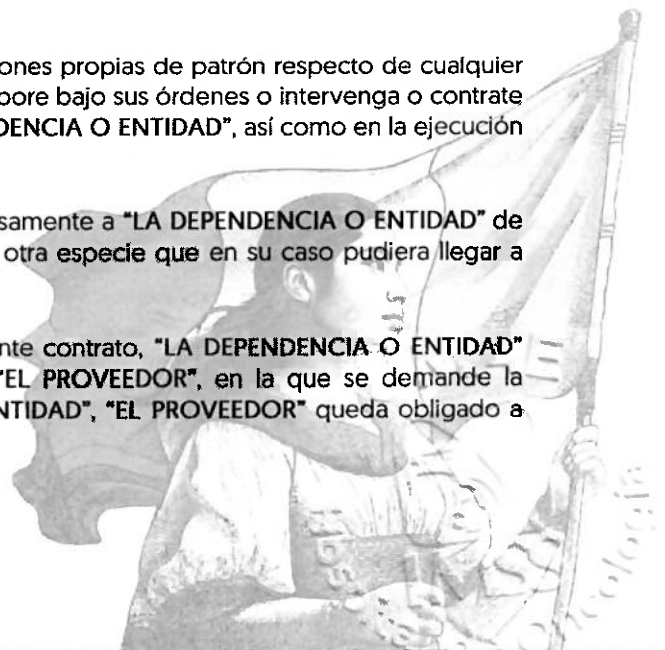 ones propias de patrón respecto de cualquier
bore bajo sus órdenes o intervenga o contrate
DENCIA O ENTIDAD", así como en la ejecución
samente a "LA DEPENDENCIA O ENTIDAD" de
otra especie que en su caso pudiera llegar a
nte contrato, "LA DEPENDENCIA O ENTIDAD"
"EL PROVEEDOR", en la que se demande la
NTIDAD", "EL PROVEEDOR" queda obligado a